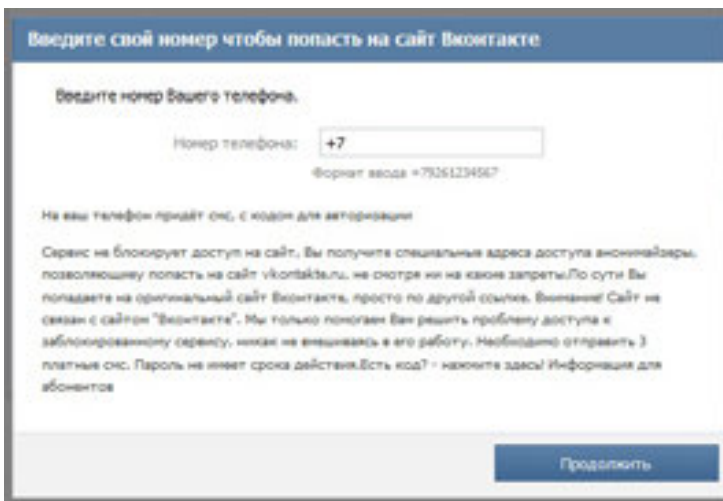 Введите свой номер чтобы попасть на сайт Вконтакте
Введите номер Вашего телефона.
Номер телефона: +7
Формат ввода +79261234567
На ваш телефон придёт смс, с кодом для авторизации
Сервис не блокирует доступ на сайт, Вы получите специальные адреса доступа анонимайзеры,
позволяющему попасть на сайт vkontakte.ru, не смотря ни на какие запреты.По сути Вы
попадаете на оригинальный сайт Вконтакте, просто по другой ссылке. Внимание! Сайт не
связан с сайтом "Вконтакте". Мы только помогаем Вам решить проблему доступа к
заблокированному сервису, никак не вмешиваясь в его работу. Необходимо отправить 3
платные смс. Пароль не имеет срока действия.Есть код? - нажмите здесь! Информация для
абонентов
Продолжить